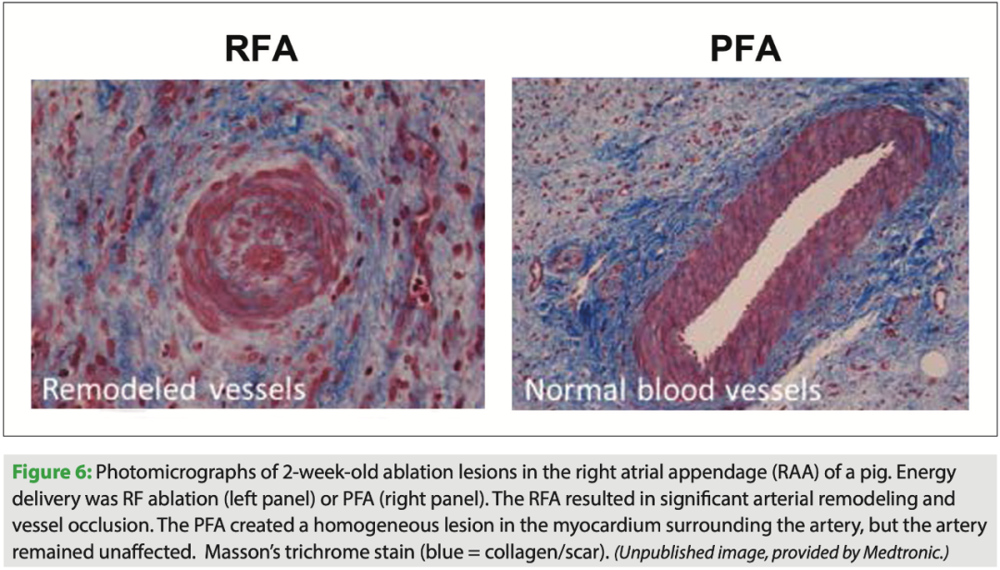 RFA
PFA
Remodeled vessels
Normal blood vessels
Figure 6: Photomicrographs of 2-week-old ablation lesions in the right atrial appendage (RAA) of a pig. Energy
delivery was RF ablation (left panel) or PFA (right panel). The RFA resulted in significant arterial remodeling and
vessel occlusion. The PFA created a homogeneous lesion in the myocardium surrounding the artery, but the artery
remained unaffected. Masson’s trichrome stain (blue = collagen/scar). (Unpublished image, provided by Medtronic.)